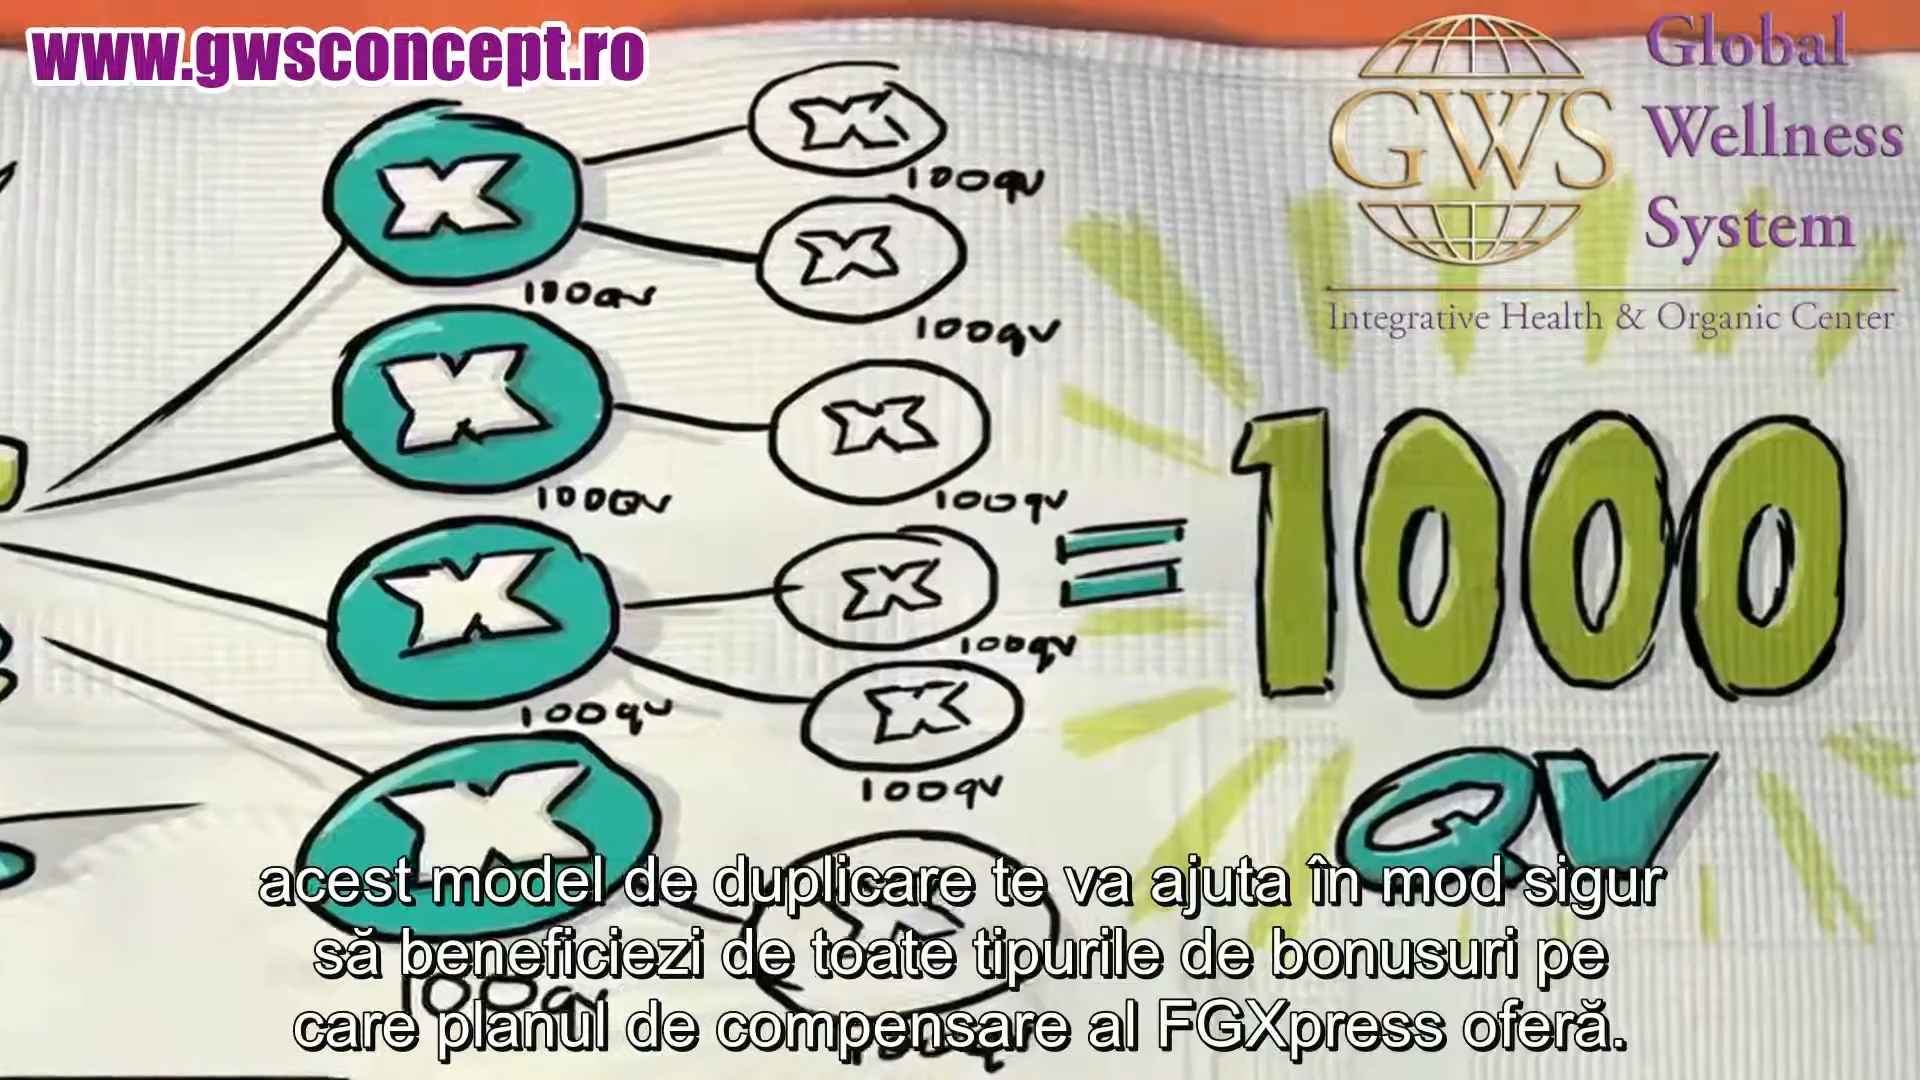 www.gwsconcept.ro
GWS
Global
Wellness
System
Integrative Health & Organic Center
100qv
100qv
100qv
100qv
100qv
100qv
100qv
100qv
100qv
100qv
= 1000
QV
acest model de duplicare te va ajuta în mod sigur
să beneficiezi de toate tipurile de bonusuri pe
care planul de compensare al FGXpress oferă.